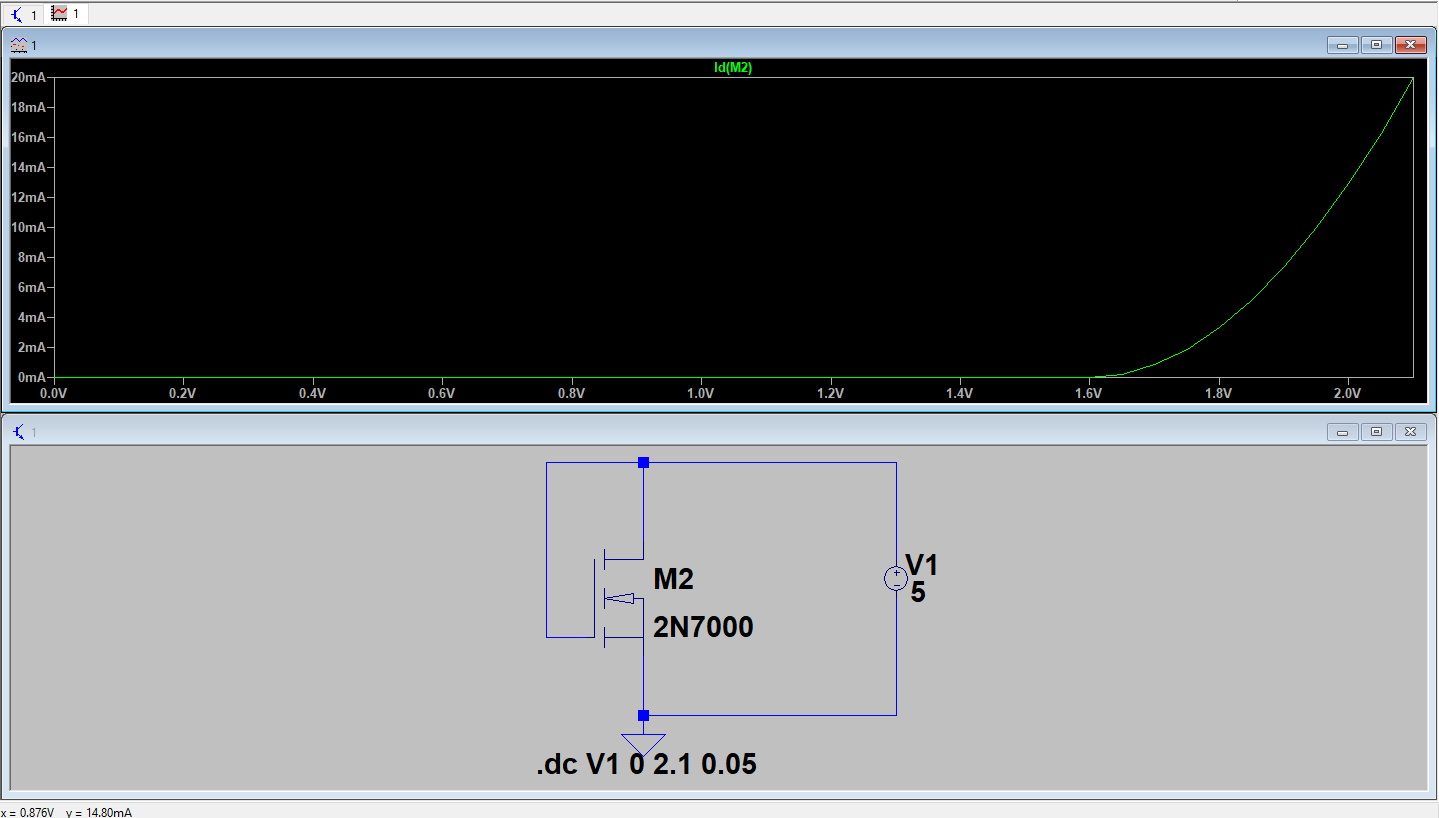 1 1
1
Id(M2)
20mA
18mA
16mA
14mA
12mA
10mA
8mA
6mA
4mA
2mA
0mA
0.0V 0.2V 0.4V 0.6V 0.8V 1.0V 1.2V 1.4V 1.6V 1.8V 2.0V
1
V1
5
M2
2N7000
.dc V1 0 2.1 0.05
x = 0.876V y = 14.80mA